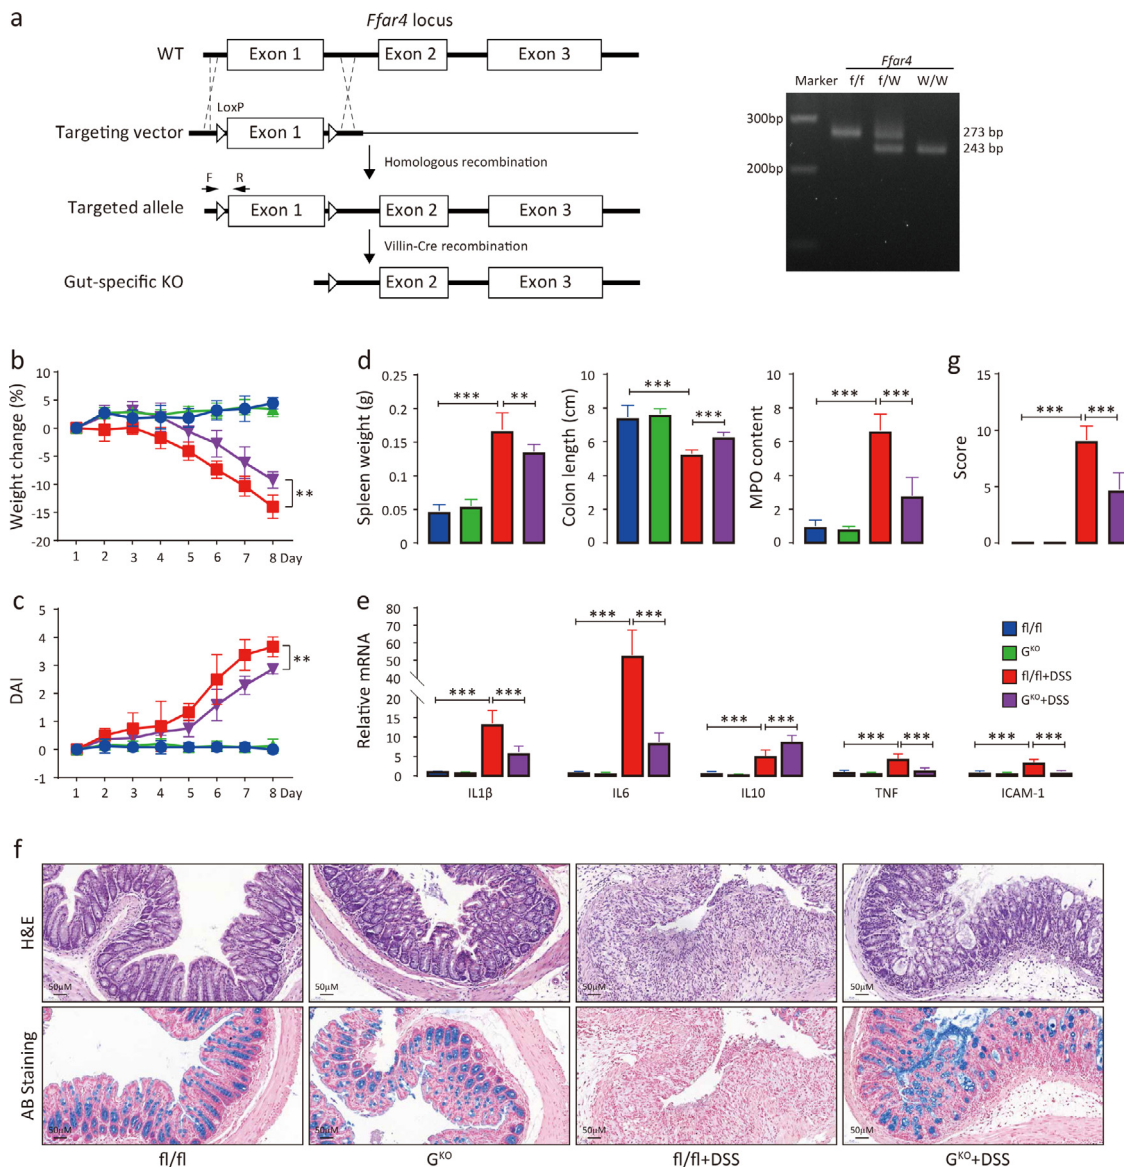 a
Ffar4 locus
WT Exon 1 Exon 2 Exon 3
LoxP
Targeting vector Exon 1
Homologous recombination
F R
Targeted allele Exon 1 Exon 2 Exon 3
Villin-Cre recombination
Gut-specific KO Exon 2 Exon 3
Ffar4
Marker f/f f/W W/W
300bp
273 bp
243 bp
200bp
b
Weight change (%)
10
5
0
-5
-10
-15
-20
**
1 2 3 4 5 6 7 8 Day
c
DAI
5
4
3
2
1
0
-1
**
1 2 3 4 5 6 7 8 Day
d
Spleen weight (g)
0.25
0.2
0.15
0.1
0.05
0
*** **
Colon length (cm)
10
8
6
4
2
0
***
***
MPO content
10
8
6
4
2
0
*** ***
g
Score
15
10
5
0
*** ***
e
Relative mRNA
80
70
60
50
40
20
15
10
5
0
*** ***
*** ***
*** ***
*** ***
*** ***
IL1β IL6 IL10 TNF ICAM-1
fl/fl
Gᴷᴼ
fl/fl+DSS
Gᴷᴼ+DSS
f
H&E
50μM 50μM 50μM 50μM
AB Staining
50μM 50μM 50μM 50μM
fl/fl Gᴷᴼ fl/fl+DSS Gᴷᴼ+DSS